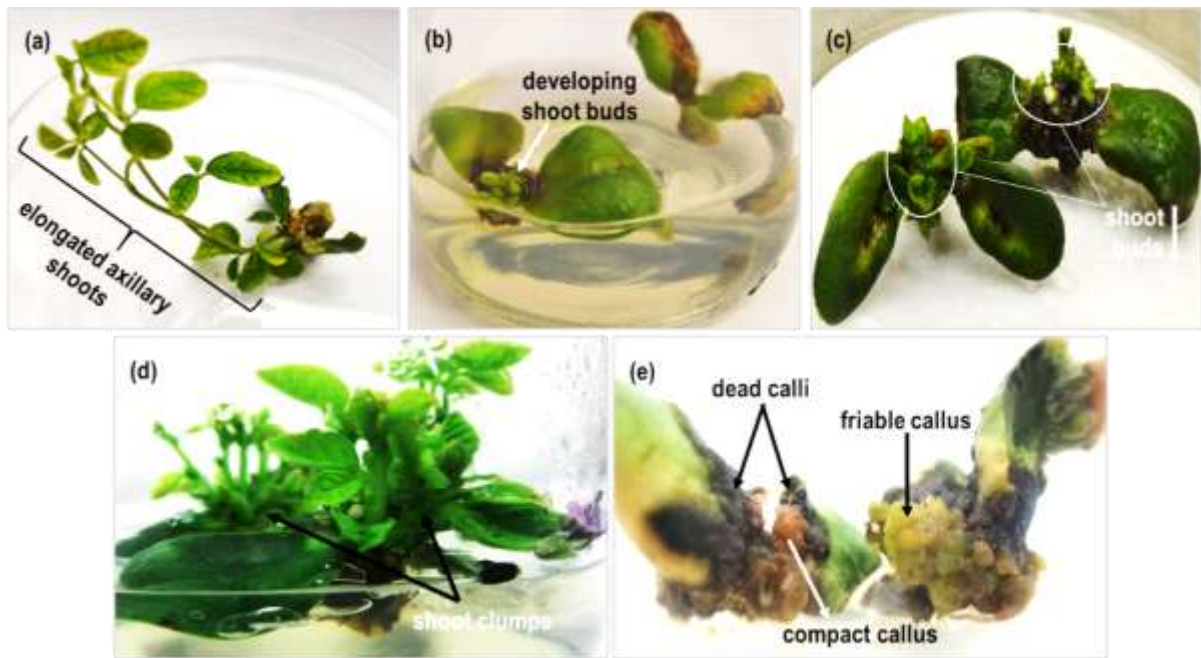 (a)
elongated axillary
shoots
(b)
developing
shoot buds
(c)
shoot
buds
(d)
shoot clumps
(e)
dead calli
friable callus
compact callus